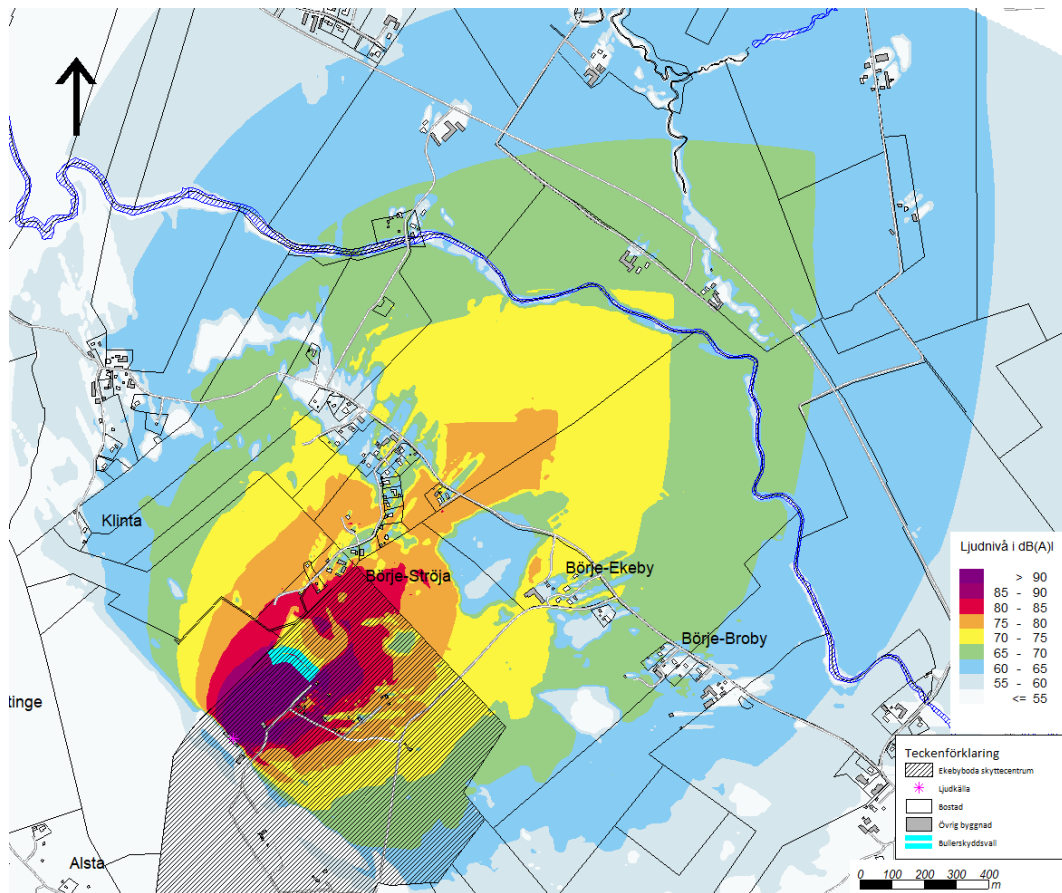 Klinta
Börje-Ströja
Börje-Ekeby
Börje-Broby
tinge
Alsta
Ljudnivå i dB(A)I
> 90
85 - 90
80 - 85
75 - 80
70 - 75
65 - 70
60 - 65
55 - 60
<= 55
Teckenförklaring
Ekebyboda skyttecentrum
Ljudkälla
Bostad
Övrig byggnad
Bullerskyddsvall
0 100 200 300 400
m